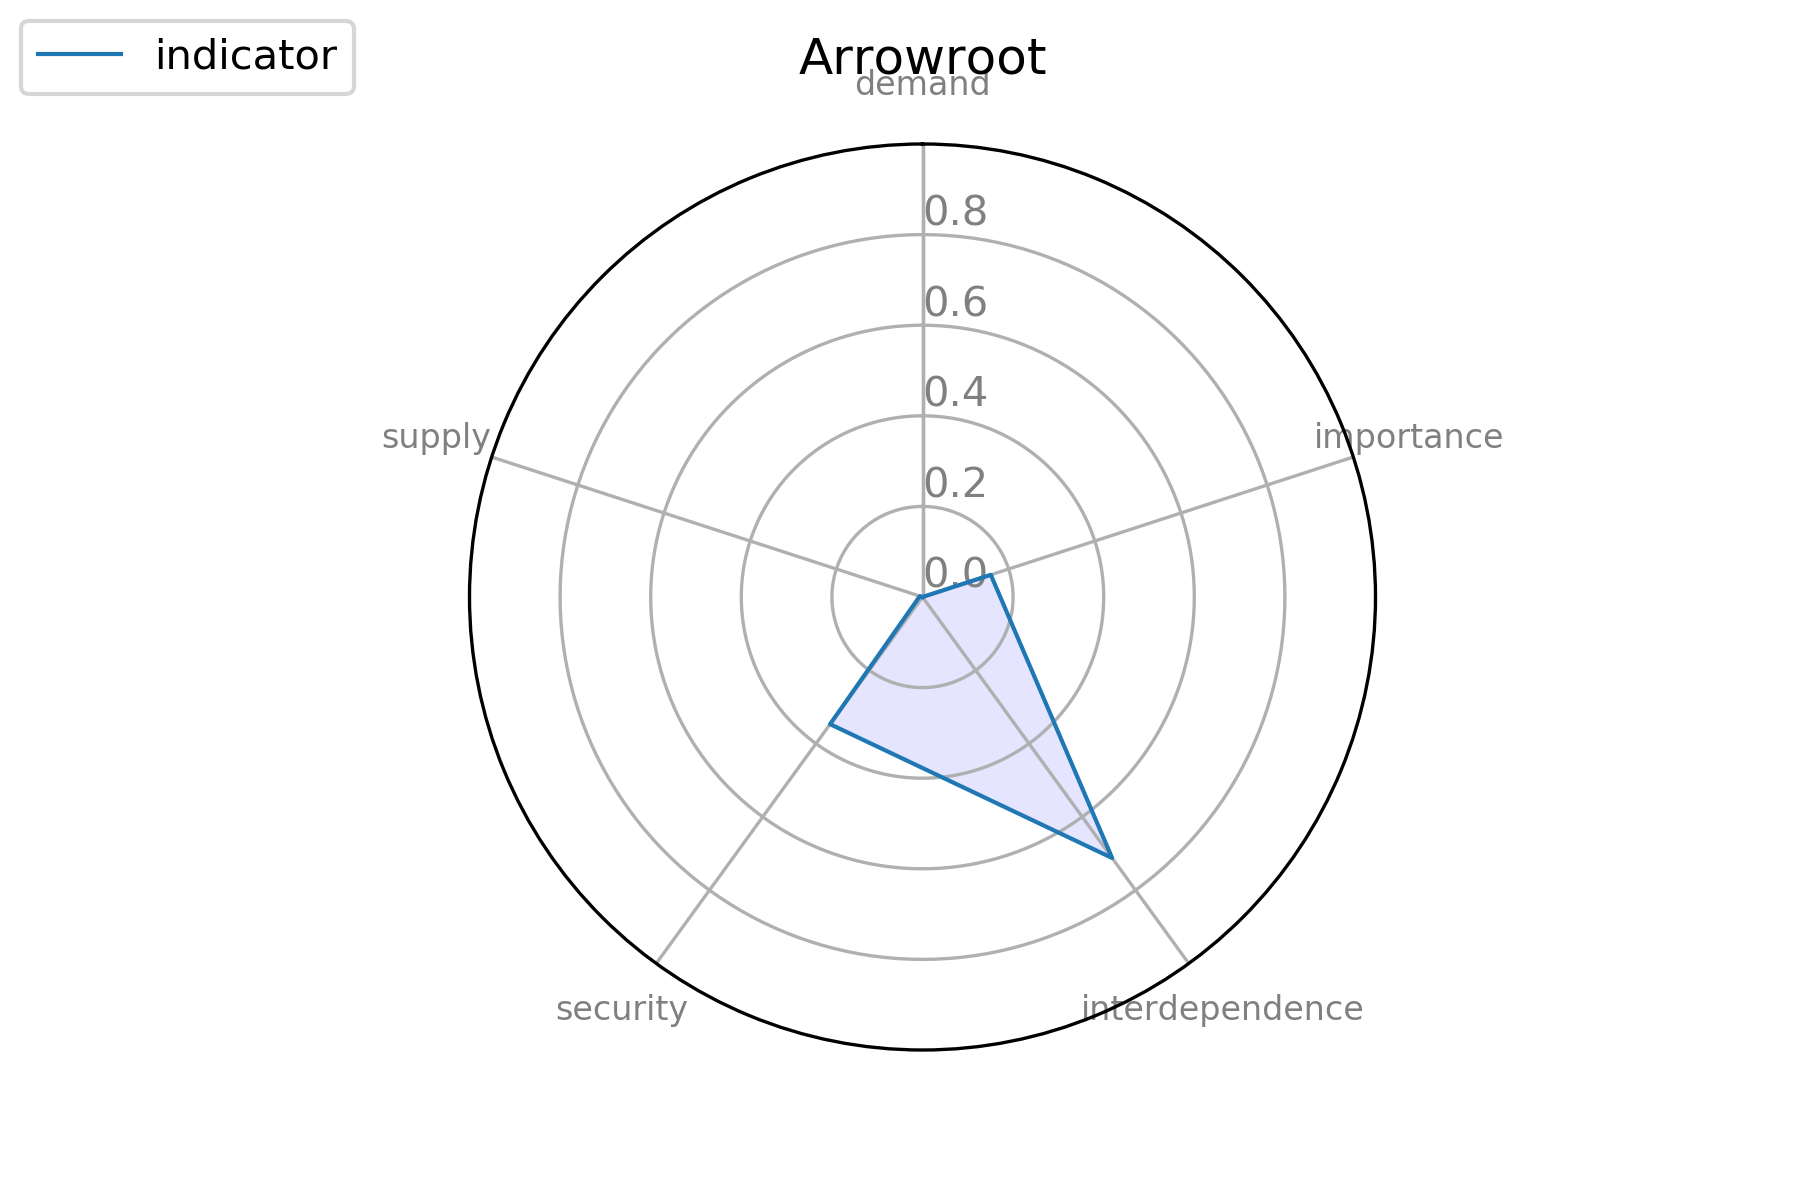 indicator
Arrowroot
demand
0.8
0.6
0.4
0.2
0.0
supply
importance
security
interdependence